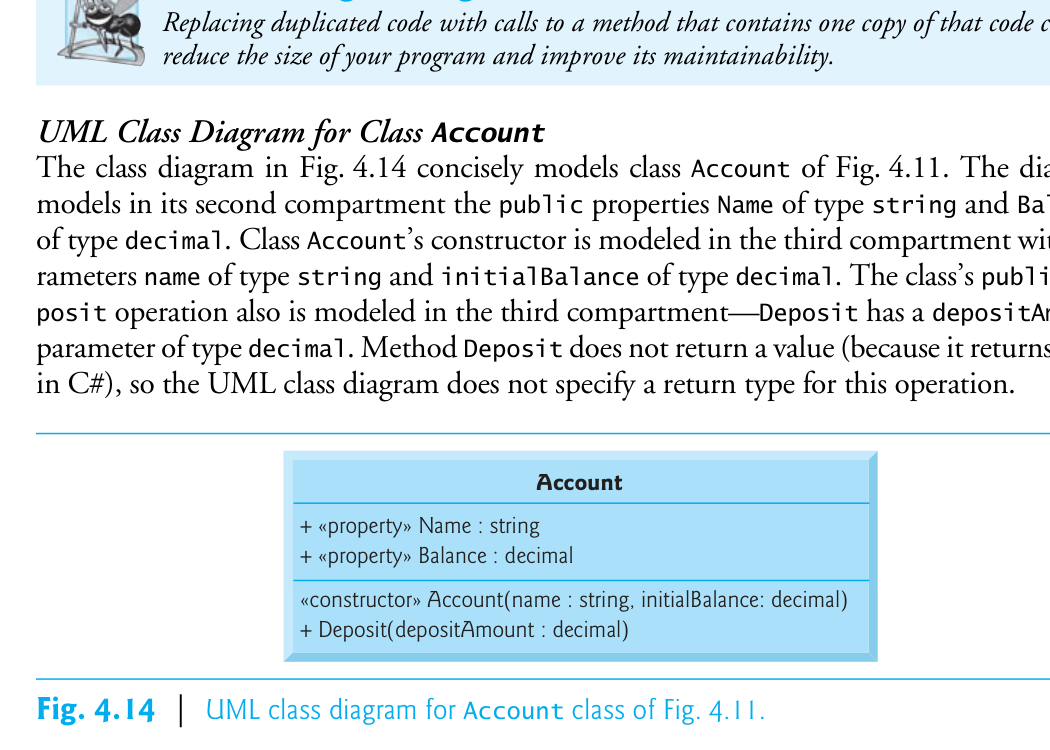 Replacing duplicated code with calls to a method that contains one copy of that code c
reduce the size of your program and improve its maintainability.
UML Class Diagram for Class Account
The class diagram in Fig. 4.14 concisely models class Account of Fig. 4.11. The dia
models in its second compartment the public properties Name of type string and Bal
of type decimal. Class Account’s constructor is modeled in the third compartment wit
rameters name of type string and initialBalance of type decimal. The class’s publi
posit operation also is modeled in the third compartment—Deposit has a depositAm
parameter of type decimal. Method Deposit does not return a value (because it returns
in C#), so the UML class diagram does not specify a return type for this operation.
Account
+ «property» Name : string
+ «property» Balance : decimal
«constructor» Account(name : string, initialBalance: decimal)
+ Deposit(depositAmount : decimal)
Fig. 4.14 | UML class diagram for Account class of Fig. 4.11.